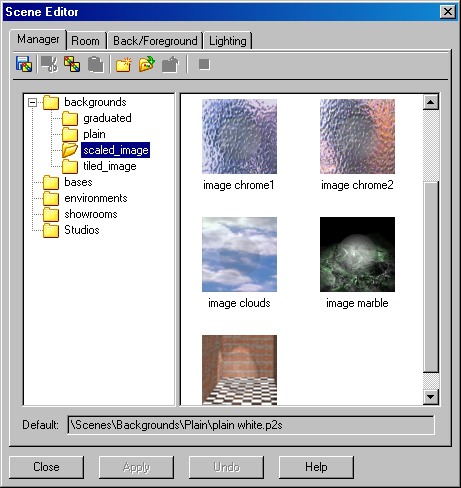 Scene Editor
Manager
Room
Back/Foreground
Lighting
backgrounds
graduated
plain
scaled_image
tiled_image
bases
environments
showrooms
Studios
image chrome1
image chrome2
image clouds
image marble
Default: \Scenes\Backgrounds\Plain\plain white.p2s
Close
Apply
Undo
Help